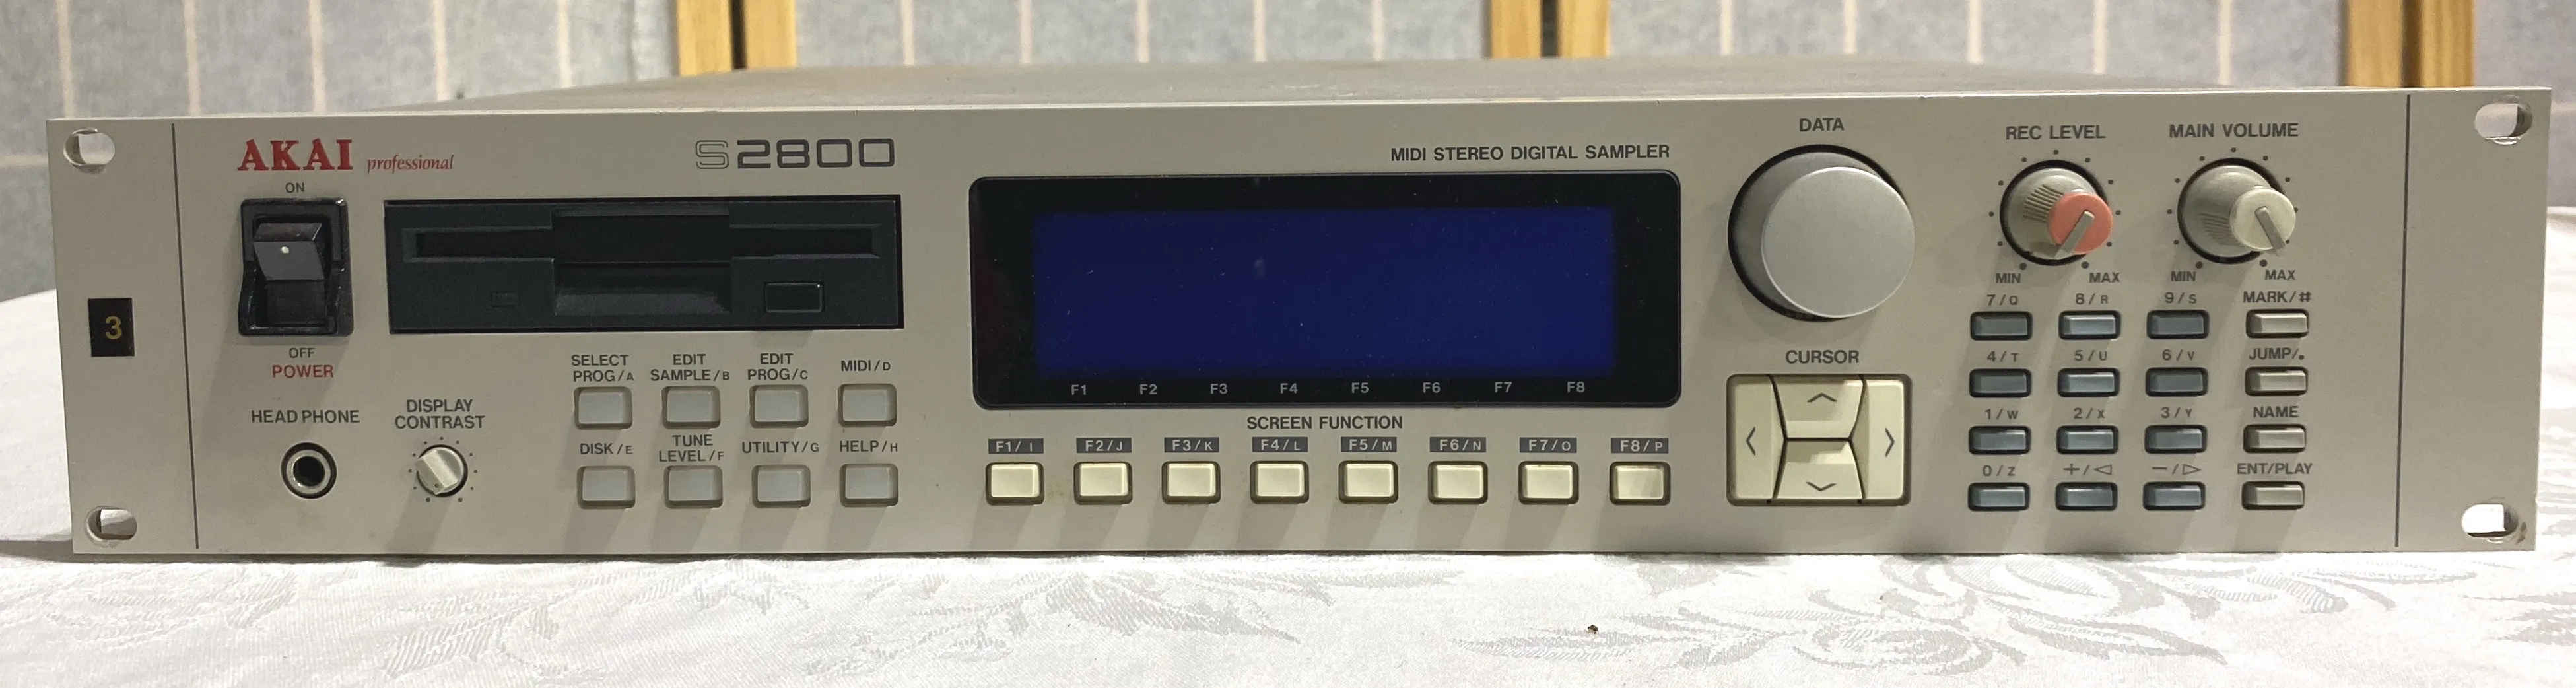 AKAI professional
S2800
MIDI STEREO DIGITAL SAMPLER
DATA
REC LEVEL
MAIN VOLUME
ON
OFF
POWER
3
MIN MAX
MIN MAX
HEAD PHONE
DISPLAY
CONTRAST
SELECT
PROG/A
EDIT
SAMPLE/B
EDIT
PROG/C
MIDI/D
DISK/E
TUNE
LEVEL/F
UTILITY/G
HELP/H
F1 F2 F3 F4 F5 F6 F7 F8
SCREEN FUNCTION
F1/I F2/J F3/K F4/L F5/M F6/N F7/O F8/P
CURSOR
7/Q 8/R 9/S MARK/#
4/T 5/U 6/V JUMP/.
1/W 2/X 3/Y NAME
0/Z +/◁ −/▷ ENT/PLAY